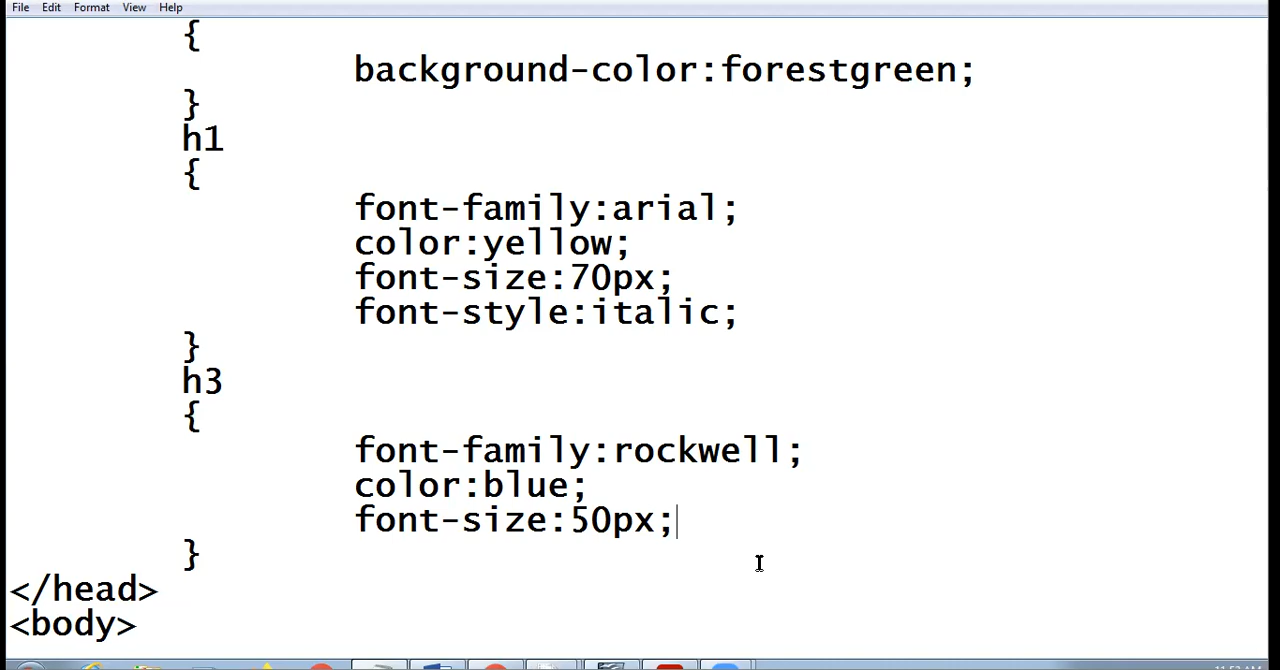 File Edit Format View Help
{
background-color:forestgreen;
}
h1
{
font-family:arial;
color:yellow;
font-size:70px;
font-style:italic;
}
h3
{
font-family:rockwell;
color:blue;
font-size:50px;
}
</head>
<body>